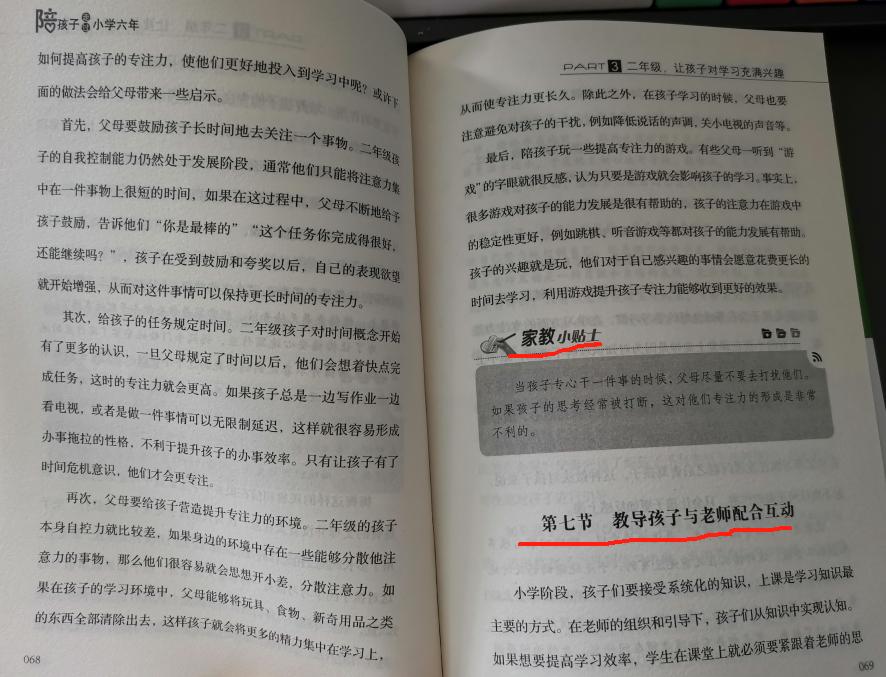 陪孩子走过小学六年
如何提高孩子的专注力，使他们更好地投入到学习中呢？或许下
面的做法会给父母带来一些启示。
首先，父母要鼓励孩子长时间地去关注一个事物。二年级孩
子的自我控制能力仍然处于发展阶段，通常他们只能将注意力集
中在一件事物上很短的时间，如果在这过程中，父母不断地给予
孩子鼓励，告诉他们“你是最棒的”“这个任务你完成得很好，
还能继续吗？”，孩子在受到鼓励和夸奖以后，自己的表现欲望
就开始增强，从而对这件事情可以保持更长时间的专注力。
其次，给孩子的任务规定时间。二年级孩子对时间概念开始
有了更多的认识，一旦父母规定了时间以后，他们会想着快点完
成任务，这时的专注力就会更高。如果孩子总是一边写作业一边
看电视，或者是做一件事情可以无限制延迟，这样就很容易形成
办事拖拉的性格，不利于提升孩子的办事效率。只有让孩子有了
时间危机意识，他们才会更专注。
再次，父母要给孩子营造提升专注力的环境。二年级的孩子
本身自控力就比较差，如果身边的环境中存在一些能够分散他注
意力的事物，那么他们很容易就会思想开小差，分散注意力。如
果在孩子的学习环境中，父母能够将玩具、食物、新奇用品之类
的东西全部清除出去，这样孩子就会将更多的精力集中在学习上，
068
PART 3 二年级，让孩子对学习充满兴趣
从而使专注力更长久。除此之外，在孩子学习的时候，父母也要
注意避免对孩子的干扰，例如降低说话的声调，关小电视的声音等。
最后，陪孩子玩一些提高专注力的游戏。有些父母一听到“游
戏”的字眼就很反感，认为只要是游戏就会影响孩子的学习。事实上，
很多游戏对孩子的能力发展是很有帮助的，孩子的注意力在游戏中
的稳定性更好，例如跳棋、听音游戏等都对孩子的能力发展有帮助。
孩子的兴趣就是玩，他们对于自己感兴趣的事情会愿意花费更长的
时间去学习，利用游戏提升孩子专注力能够收到更好的效果。
家教小贴士
当孩子专心干一件事的时候，父母尽量不要去打扰他们。
如果孩子的思考经常被打断，这对他们专注力的形成是非常
不利的。
第七节 教导孩子与老师配合互动
小学阶段，孩子们要接受系统化的知识，上课是学习知识最
主要的方式。在老师的组织和引导下，孩子们从知识中实现认知。
如果想要提高学习效率，学生在课堂上就必须要紧跟着老师的思
069